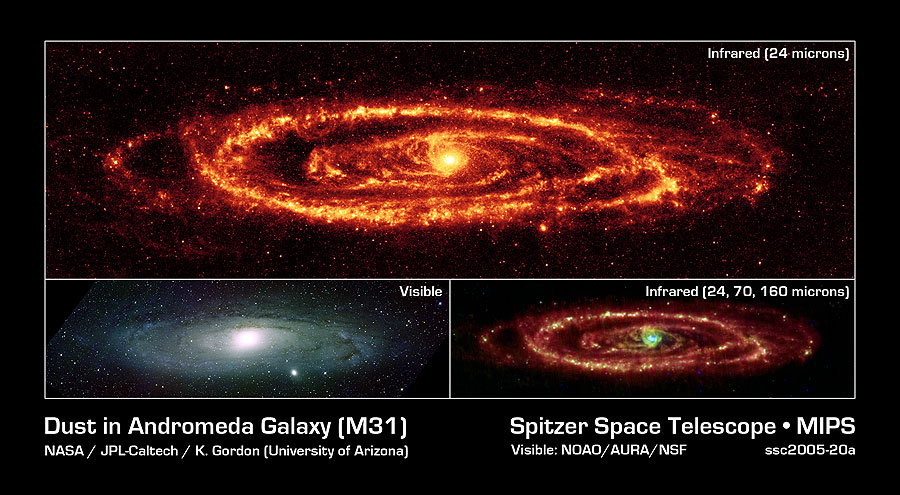 Infrared (24 microns)
Visible
Infrared (24, 70, 160 microns)
Dust in Andromeda Galaxy (M31)
NASA / JPL-Caltech / K. Gordon (University of Arizona)
Spitzer Space Telescope • MIPS
Visible: NOAO/AURA/NSF
ssc2005-20a